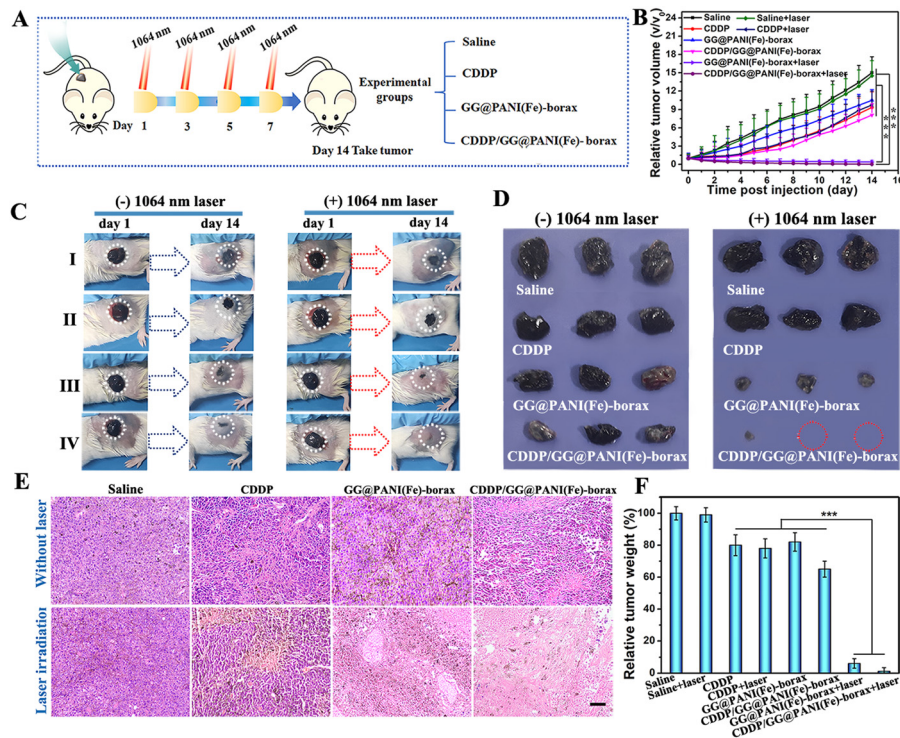 A
1064 nm
1064 nm
1064 nm
1064 nm
Day
1
3
5
7
Day 14 Take tumor
Experimental
groups
Saline
CDDP
GG@PANI(Fe)-borax
CDDP/GG@PANI(Fe)- borax
B
Relative tumor volume (v/v0)
30
27
24
21
18
15
12
9
6
3
0
-3
Saline
Saline+laser
CDDP
CDDP+laser
GG@PANI(Fe)-borax
CDDP/GG@PANI(Fe)-borax
GG@PANI(Fe)-borax+laser
CDDP/GG@PANI(Fe)-borax+laser
***
***
0 2 4 6 8 10 12 14 16
Time post injection (day)
C
(-) 1064 nm laser
(+) 1064 nm laser
day 1
day 14
day 1
day 14
I
II
III
IV
D
(-) 1064 nm laser
(+) 1064 nm laser
Saline
Saline
CDDP
CDDP
GG@PANI(Fe)-borax
GG@PANI(Fe)-borax
CDDP/GG@PANI(Fe)-borax
CDDP/GG@PANI(Fe)-borax
E
Saline
CDDP
GG@PANI(Fe)-borax
CDDP/GG@PANI(Fe)-borax
Without laser
Laser irradiation
F
Relative tumor weight (%)
120
100
80
60
40
20
0
***
Saline
Saline+laser
CDDP
CDDP+laser
GG@PANI(Fe)-borax
CDDP/GG@PANI(Fe)-borax
GG@PANI(Fe)-borax+laser
CDDP/GG@PANI(Fe)-borax+laser